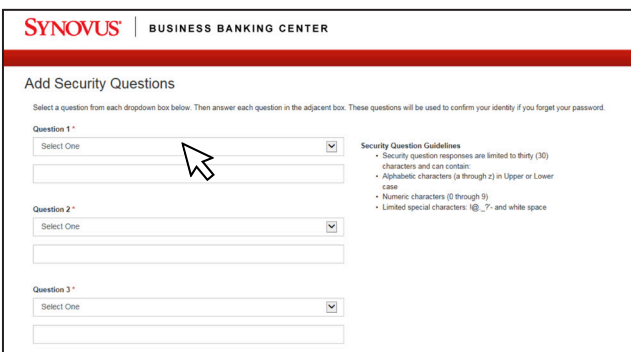 SYNOVUS® BUSINESS BANKING CENTER
Add Security Questions
Select a question from each dropdown box below. Then answer each question in the adjacent box. These questions will be used to confirm your identity if you forget your password.
Question 1 *
Select One
Security Question Guidelines
• Security question responses are limited to thirty (30)
characters and can contain:
• Alphabetic characters (a through z) in Upper or Lower
case
• Numeric characters (0 through 9)
• Limited special characters: !@._?'- and white space
Question 2 *
Select One
Question 3 *
Select One